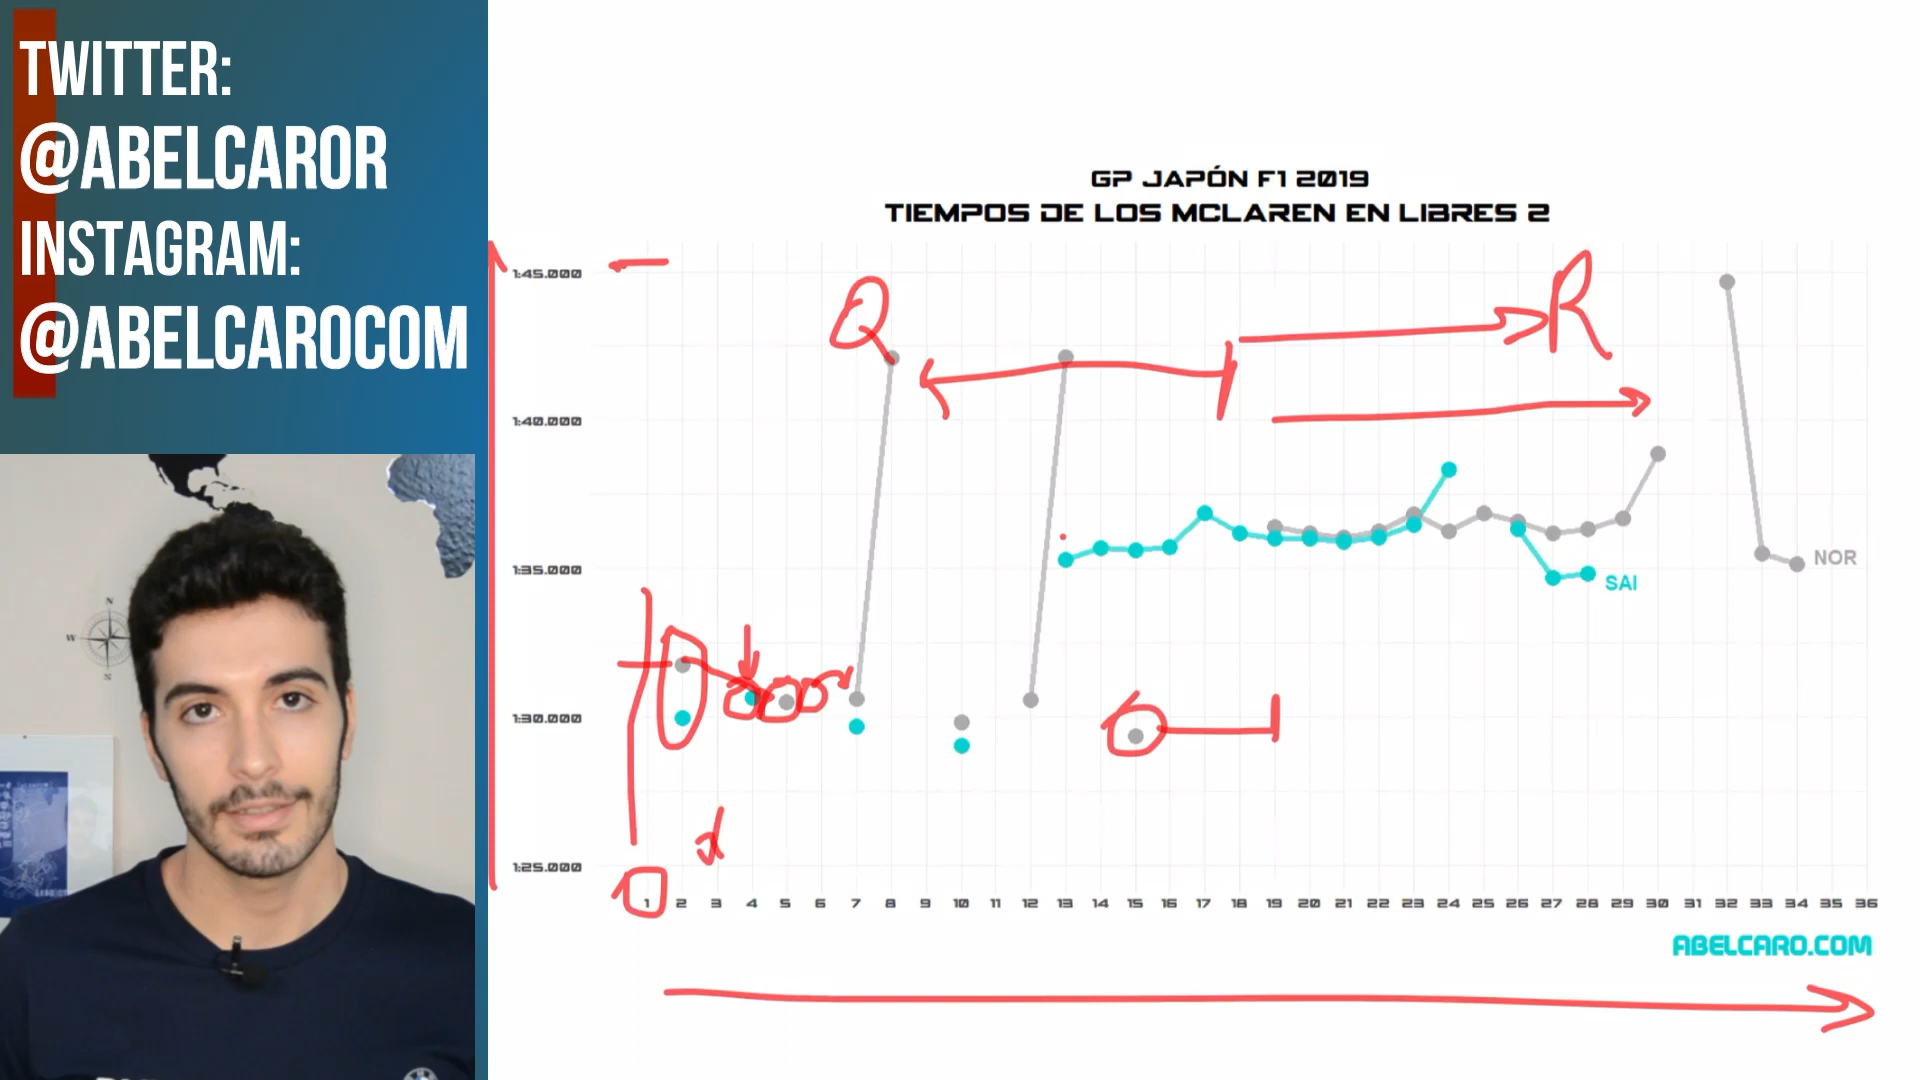 TWITTER:
@ABELCAROR
INSTAGRAM:
@ABELCAROCOM
GP JAPÓN F1 2019
TIEMPOS DE LOS MCLAREN EN LIBRES 2
1:45.000
1:40.000
1:35.000
1:30.000
1:25.000
Q
R
NOR
SAI
N
W
S
1 2 3 4 5 6 7 8 9 10 11 12 13 14 15 16 17 18 19 20 21 22 23 24 25 26 27 28 29 30 31 32 33 34 35 36
ABELCARO.COM